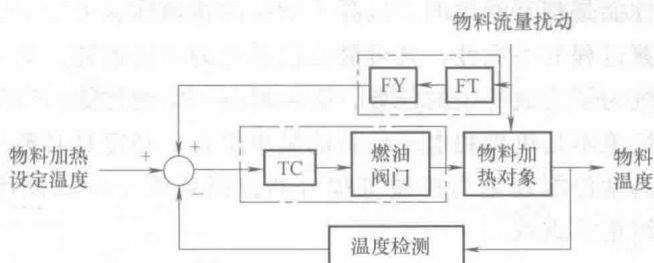 物料流量扰动
FY
FT
物料加热
设定温度
+
+
−
TC
燃油
阀门
物料加
热对象
物料
温度
温度检测